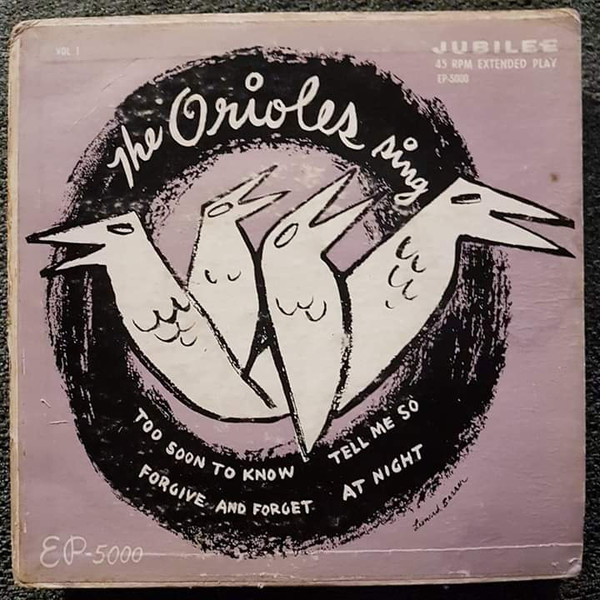 VOL 1
JUBILEE
45 RPM EXTENDED PLAY
EP-5000
The Orioles sing
TOO SOON TO KNOW
TELL ME SO
FORGIVE AND FORGET
AT NIGHT
EP-5000